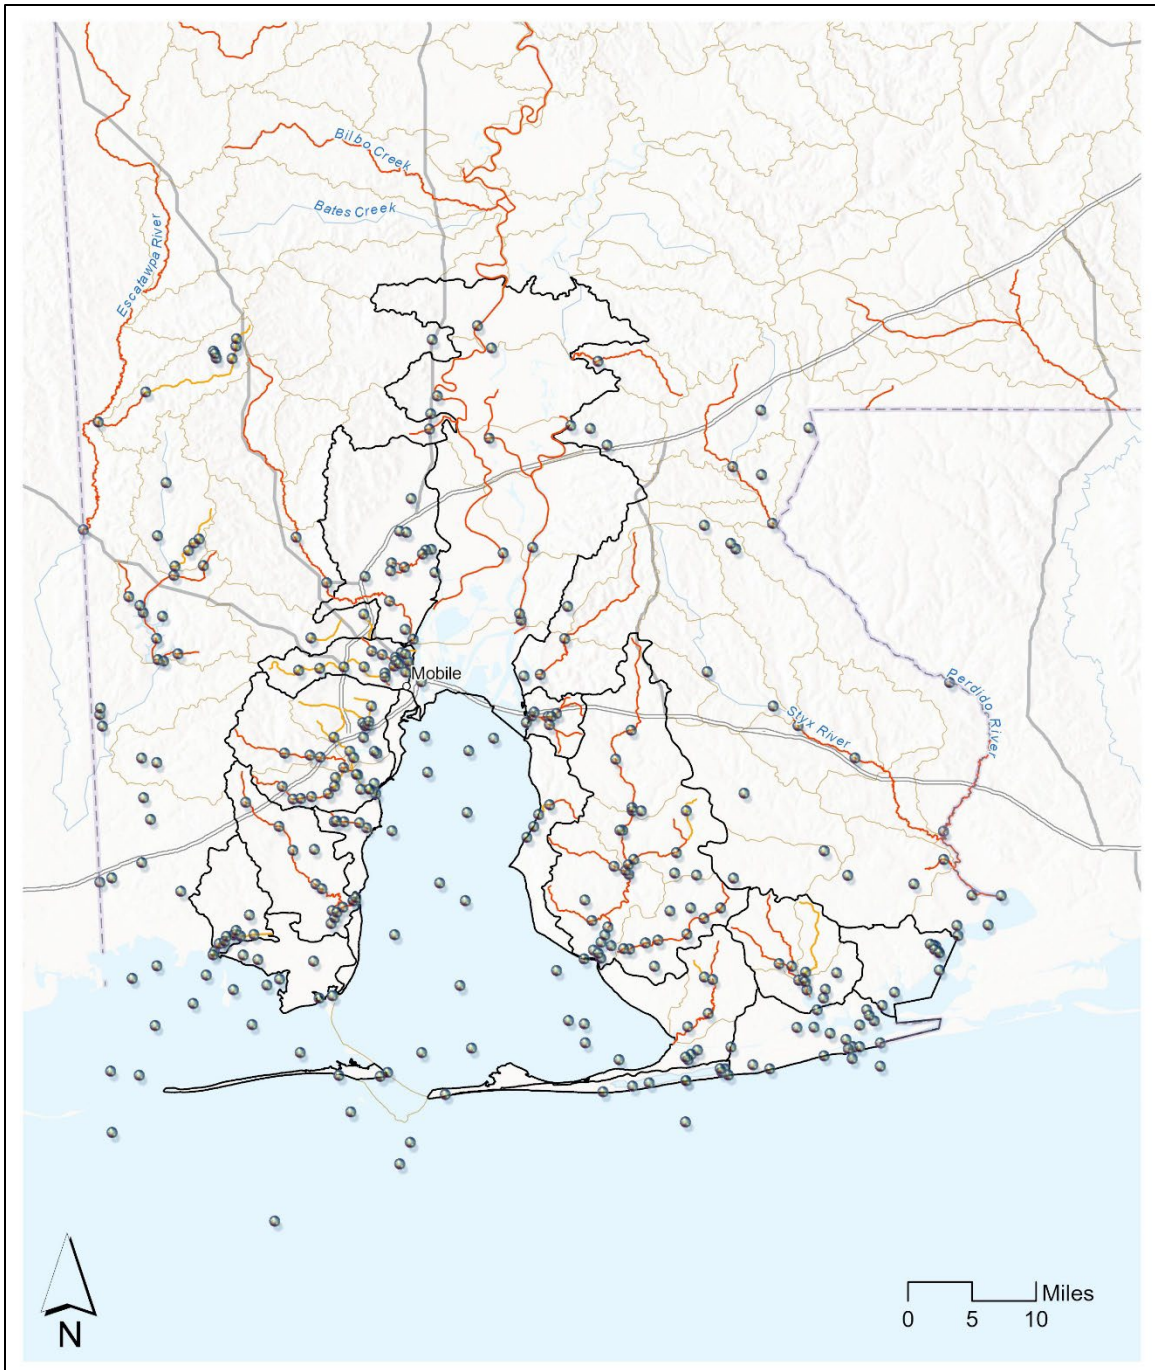 Bilbo Creek
Bates Creek
Escatawpa River
Mobile
Perdido River
Styx River
Miles
0 5 10
N